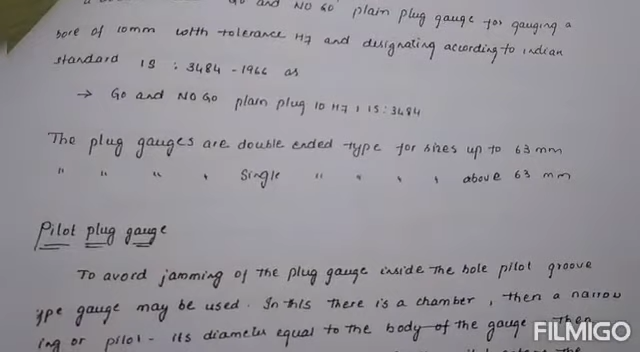 Go and NO GO plain plug gauge for gauging a
bore of 10mm with tolerance H7 and designating according to indian
standard IS : 3484 - 1966 as
→ Go and NO GO plain plug 10 H7, IS : 3484
The plug gauges are double ended type for sizes up to 63 mm
" " " " Single " " " " above 63 mm
Pilot plug gauge
To avoid jamming of the plug gauge inside the hole pilot groove
ype gauge may be used. In this there is a chamber, then a narrow
ing or pilot - its diameter equal to the body of the gauge. Then
the
FILMIGO